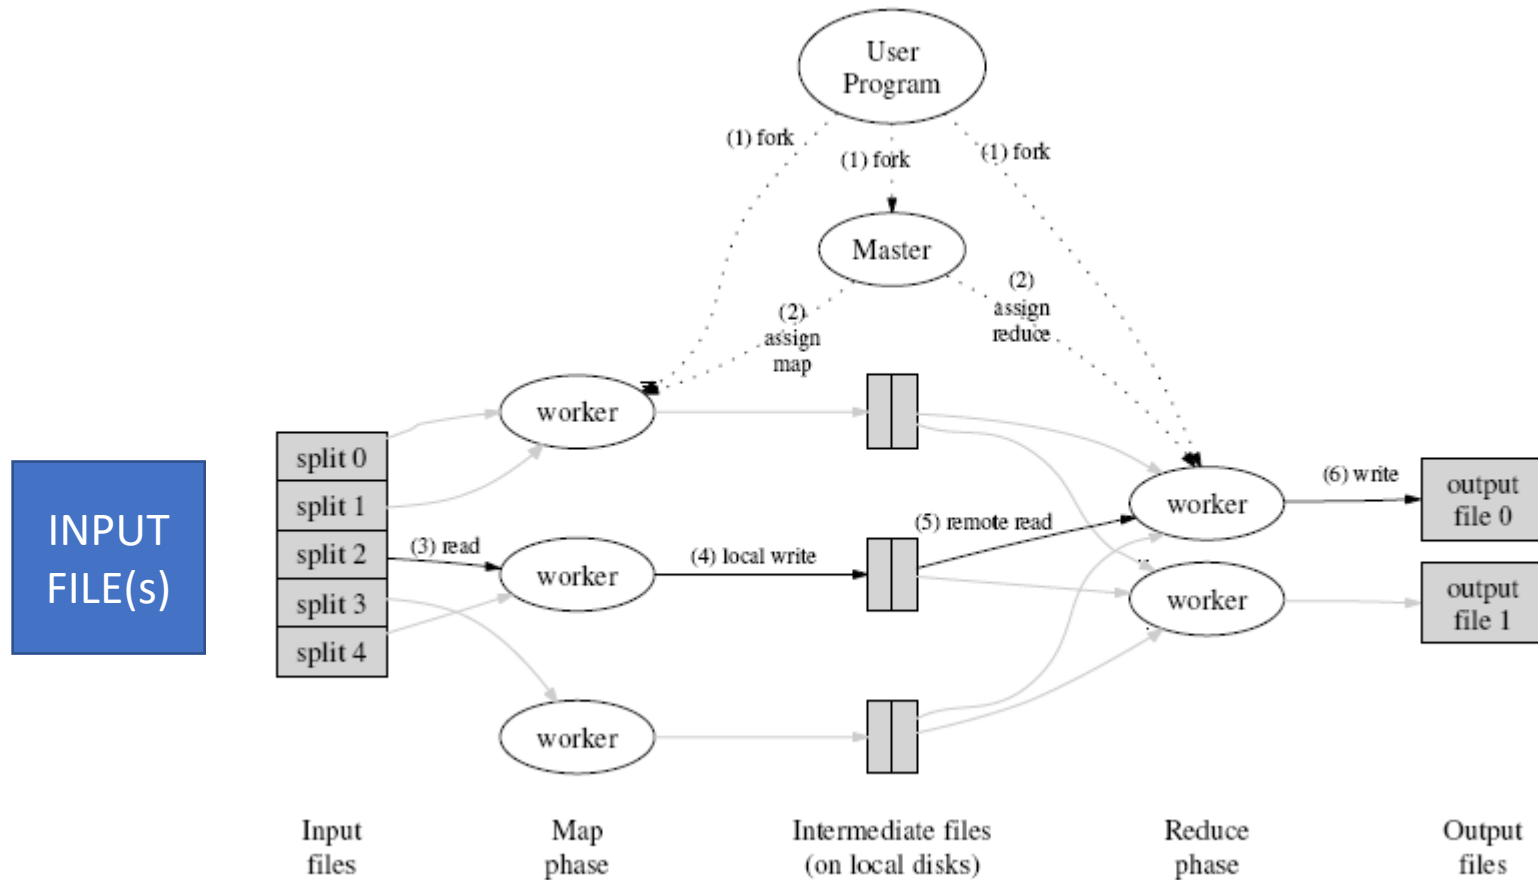 User
Program
(1) fork
(1) fork
(1) fork
Master
(2)
assign
map
(2)
assign
reduce
INPUT
FILE(s)
split 0
split 1
split 2
split 3
split 4
(3) read
worker
worker
worker
(4) local write
(5) remote read
worker
worker
(6) write
output
file 0
output
file 1
Input
files
Map
phase
Intermediate files
(on local disks)
Reduce
phase
Output
files